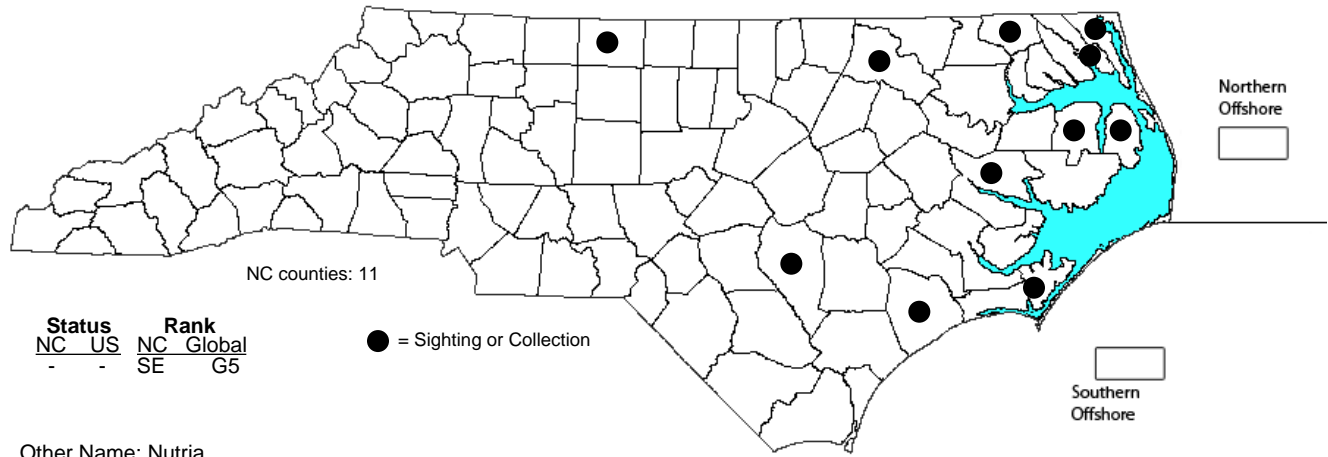 Northern
Offshore
NC counties: 11
Status Rank
NC US NC Global
- - SE G5
= Sighting or Collection
Southern
Offshore
Other Name: Nutria